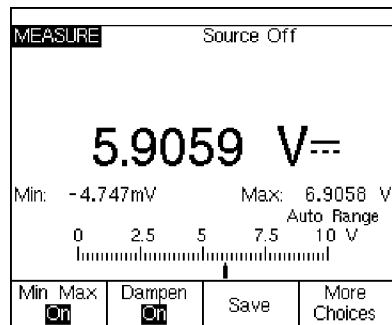 MEASURE Source Off
5.9059 V
Min: -4.747mV Max: 6.9058 V
Auto Range
0 2.5 5 7.5 10 V
Min Max On Dampen On Save More Choices